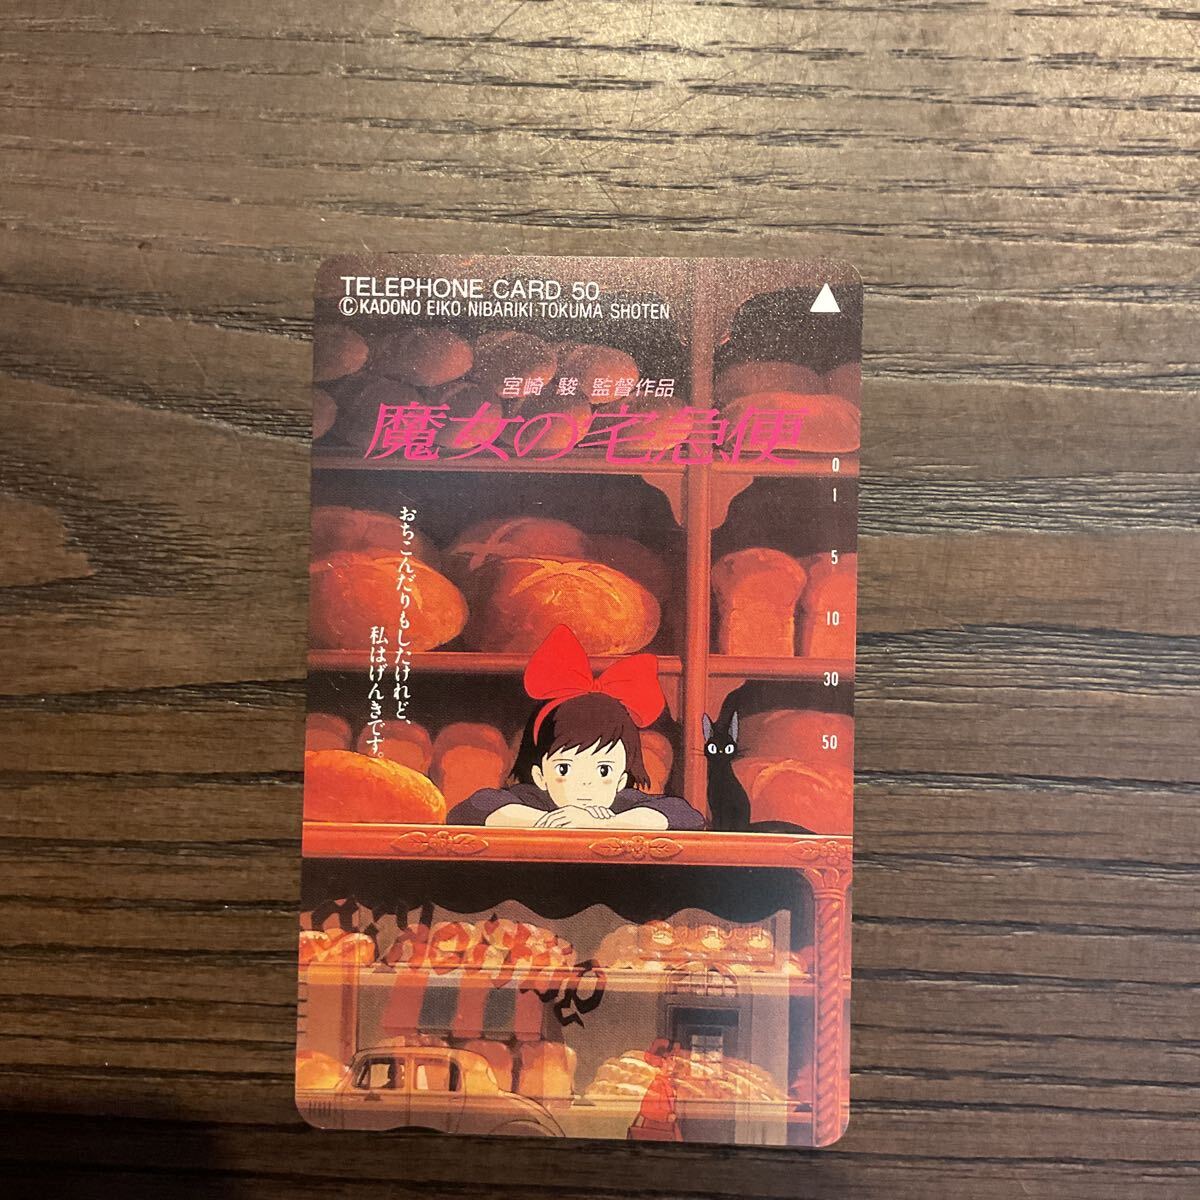 TELEPHONE CARD 50
©KADONO EIKO・NIBARIKI・TOKUMA SHOTEN
宮崎 駿 監督作品
魔女の宅急便
おちこんだりもしたけれど、
私はげんきです。
0
1
5
10
30
50